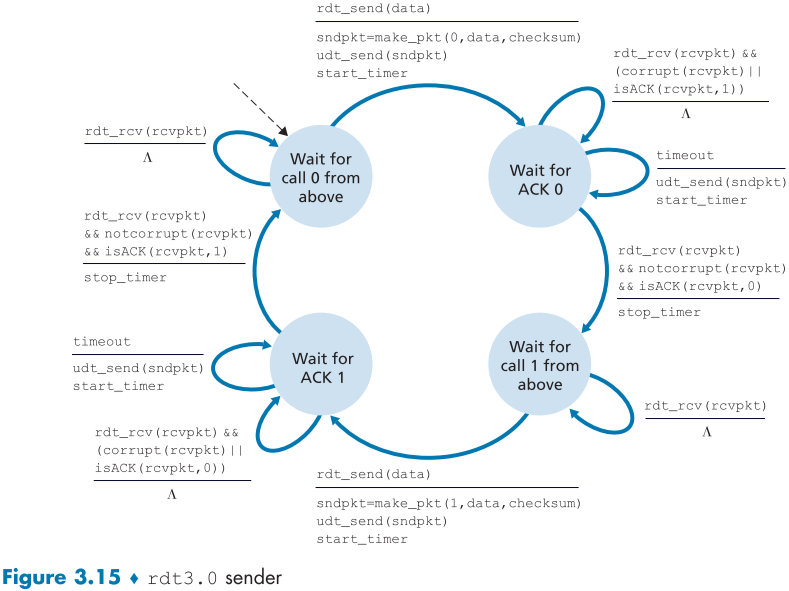 rdt_send(data)
sndpkt=make_pkt(0,data,checksum)
udt_send(sndpkt)
start_timer
rdt_rcv(rcvpkt) &&
(corrupt(rcvpkt)||
isACK(rcvpkt,1))
Λ
rdt_rcv(rcvpkt)
Λ
Wait for
call 0 from
above
Wait for
ACK 0
timeout
udt_send(sndpkt)
start_timer
rdt_rcv(rcvpkt)
&& notcorrupt(rcvpkt)
&& isACK(rcvpkt,1)
stop_timer
rdt_rcv(rcvpkt)
&& notcorrupt(rcvpkt)
&& isACK(rcvpkt,0)
stop_timer
timeout
udt_send(sndpkt)
start_timer
Wait for
ACK 1
Wait for
call 1 from
above
rdt_rcv(rcvpkt)
Λ
rdt_rcv(rcvpkt) &&
(corrupt(rcvpkt)||
isACK(rcvpkt,0))
Λ
rdt_send(data)
sndpkt=make_pkt(1,data,checksum)
udt_send(sndpkt)
start_timer
Figure 3.15 ♦ rdt3.0 sender